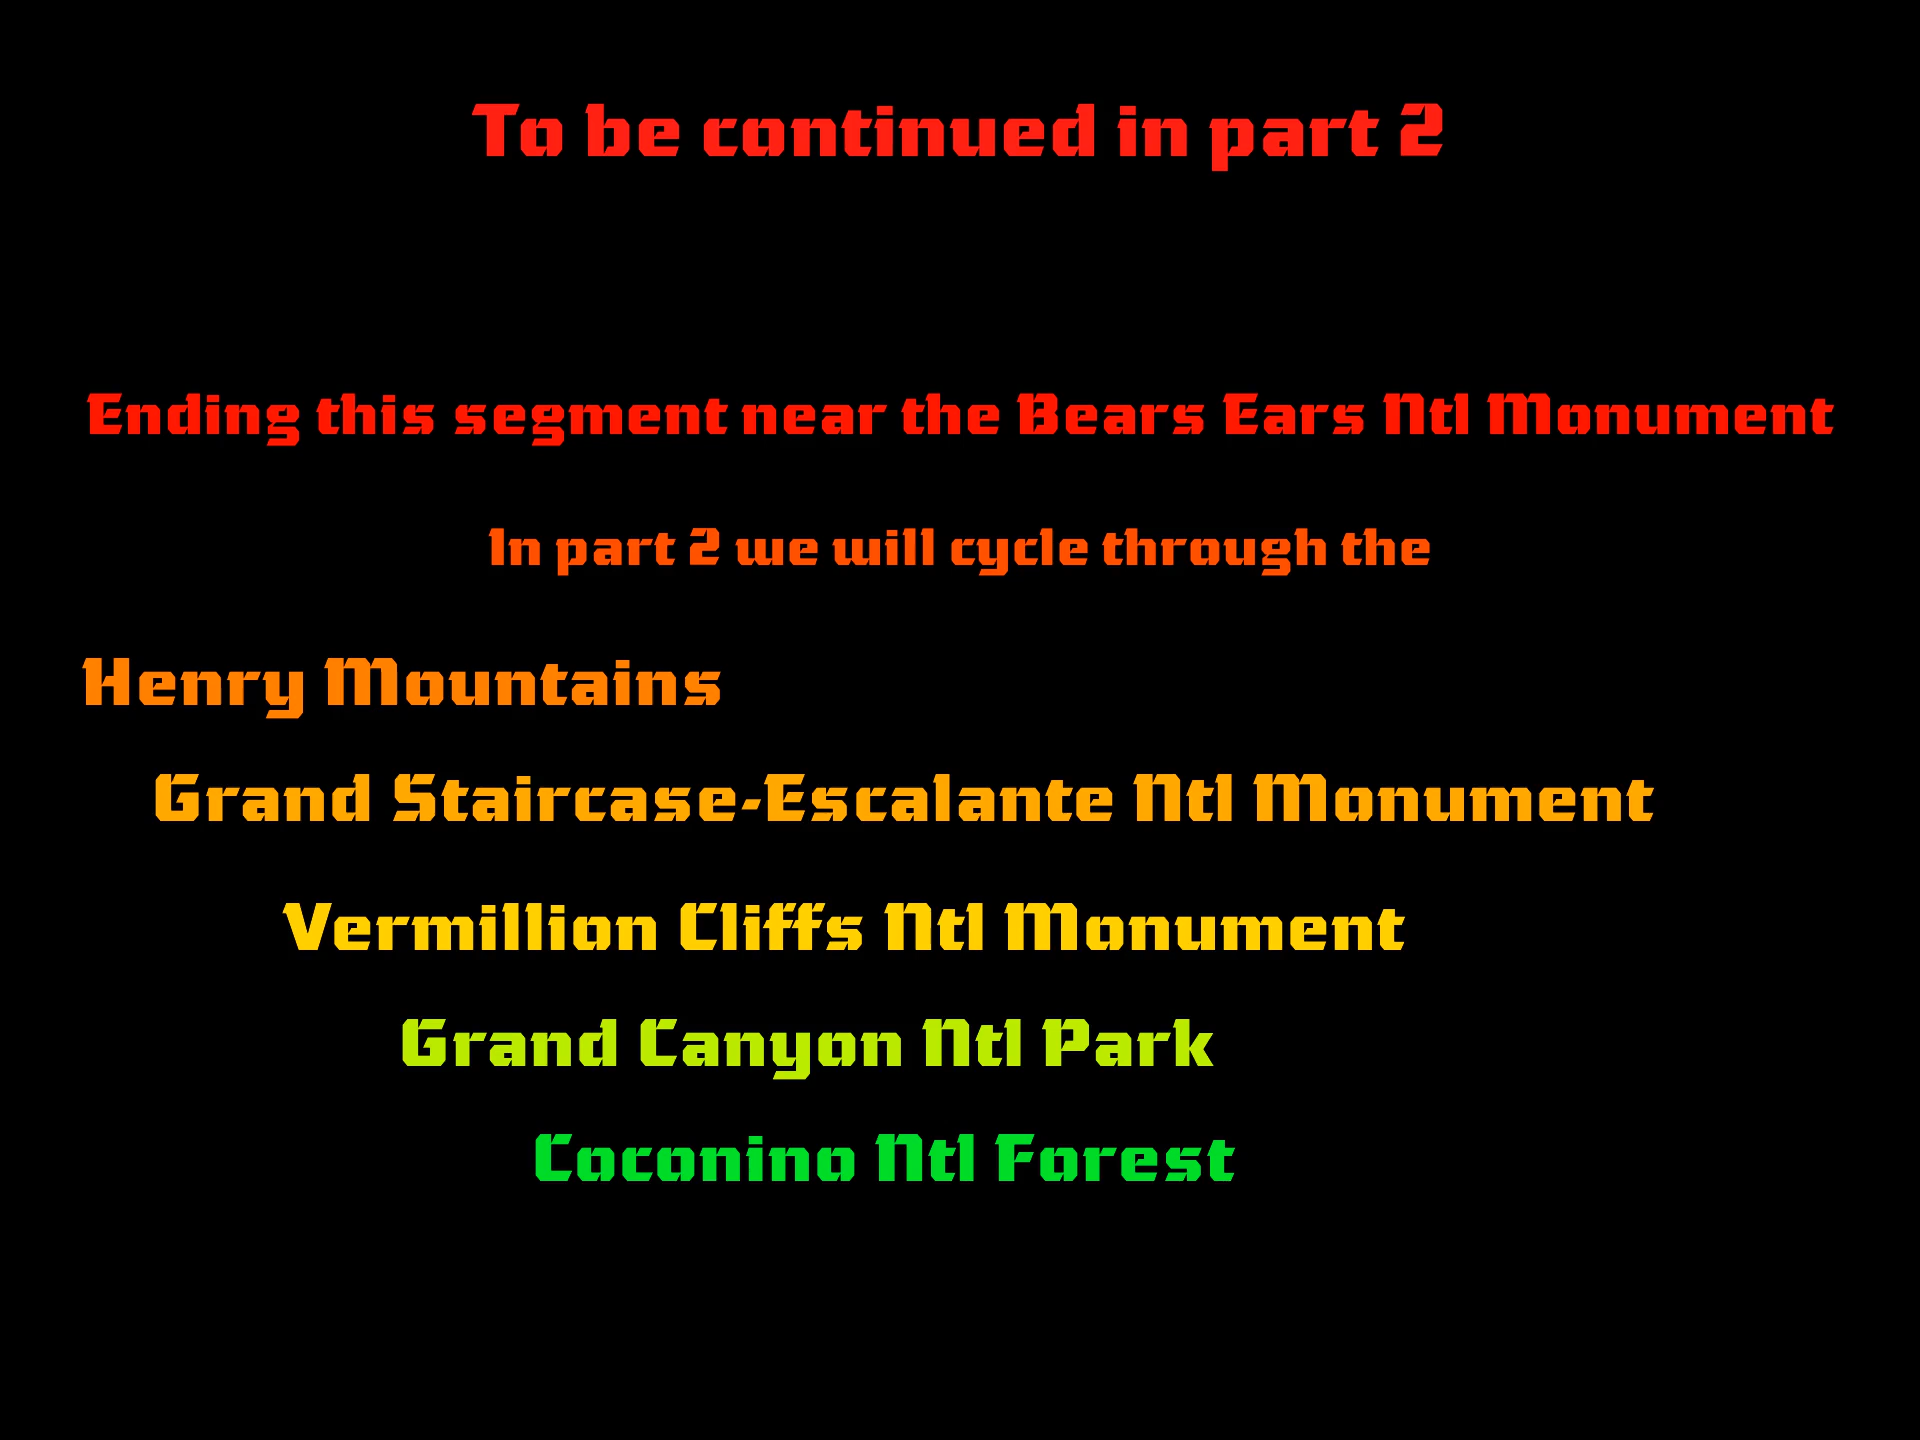 To be continued in part 2
Ending this segment near the Bears Ears Ntl Monument
In part 2 we will cycle through the
Henry Mountains
Grand Staircase-Escalante Ntl Monument
Vermillion Cliffs Ntl Monument
Grand Canyon Ntl Park
Coconino Ntl Forest